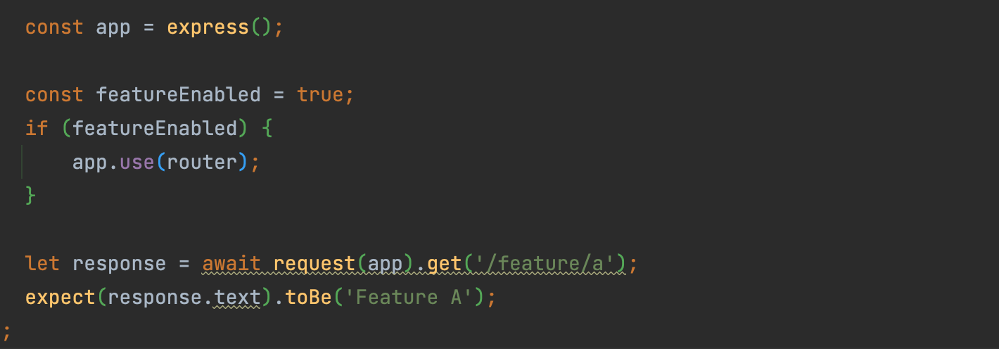 const app = express();
const featureEnabled = true;
if (featureEnabled) {
    app.use(router);
}
let response = await request(app).get('/feature/a');
expect(response.text).toBe('Feature A');
;